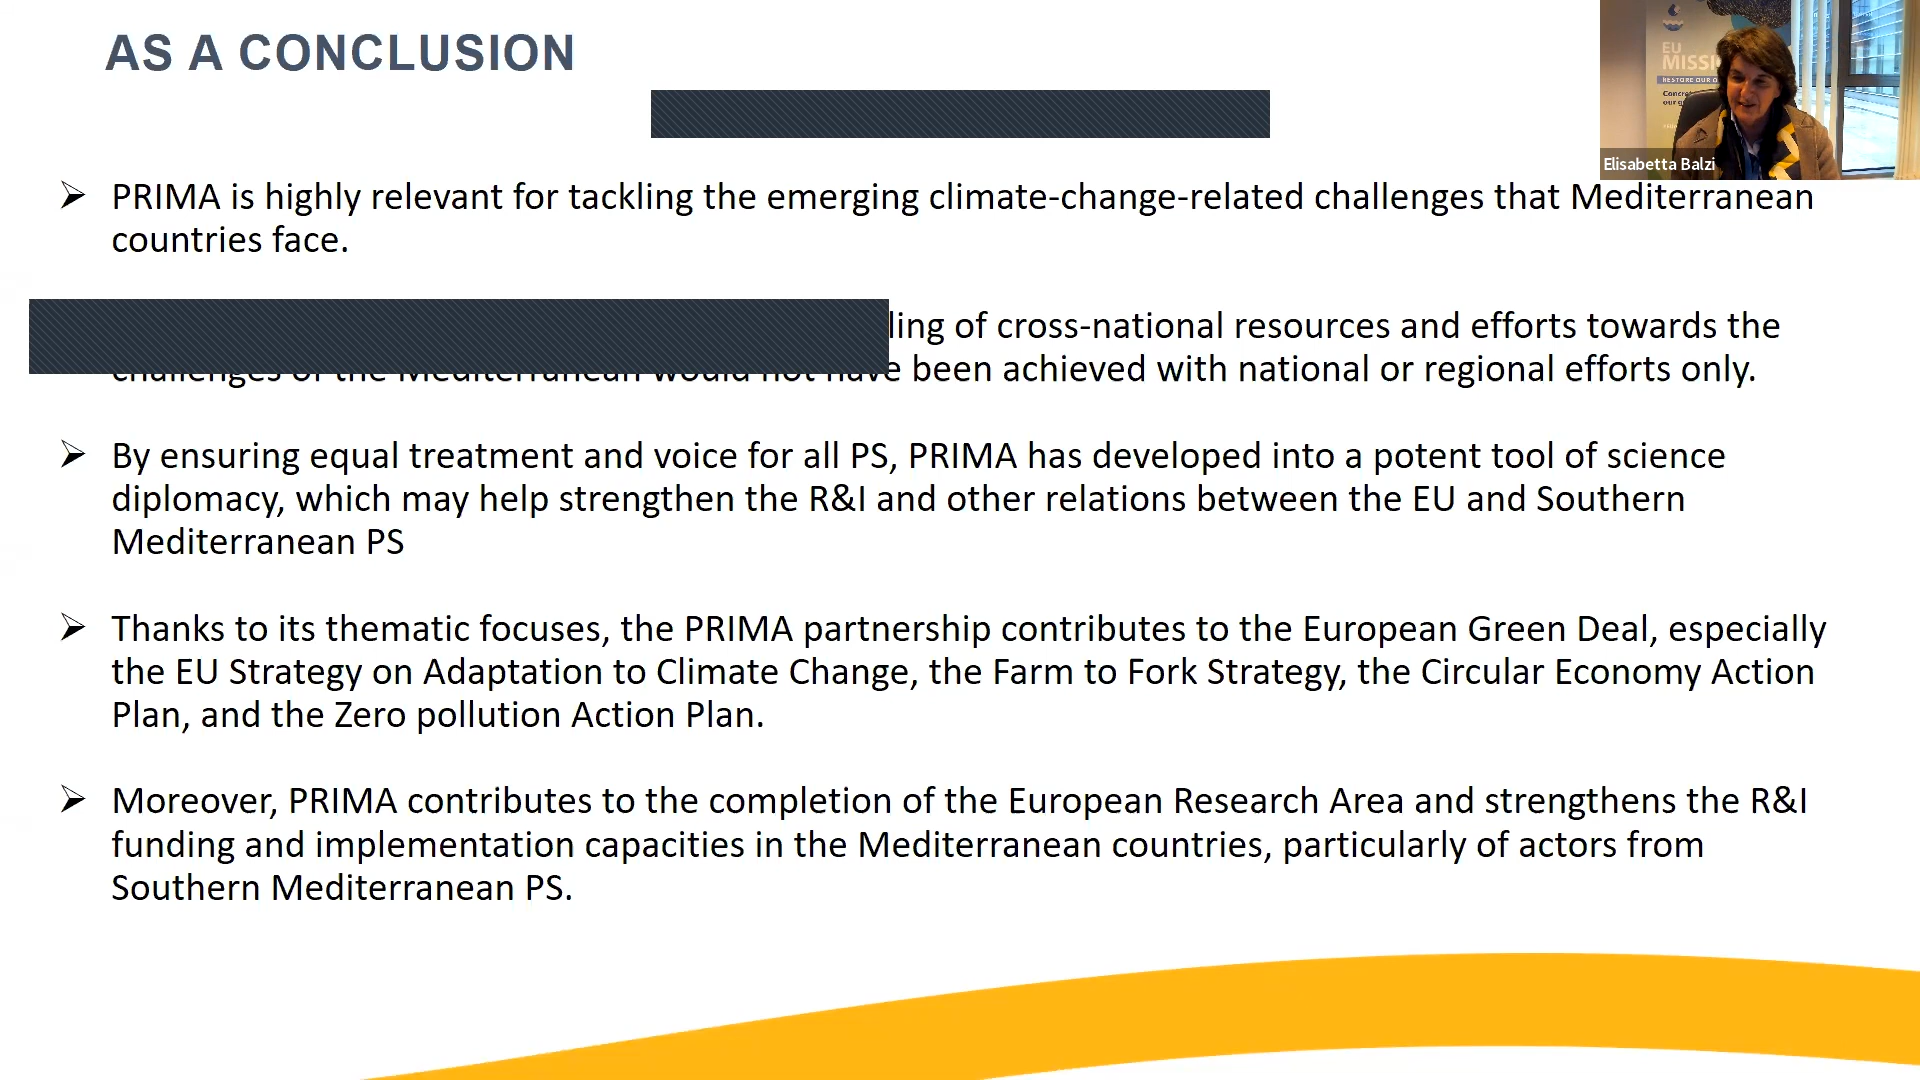 AS A CONCLUSION
EU
RESTORE OUR
Elisabetta Balzi
PRIMA is highly relevant for tackling the emerging climate-change-related challenges that Mediterranean
countries face.
of cross-national resources and efforts towards the
challenges of the Mediterranean would not have been achieved with national or regional efforts only.
By ensuring equal treatment and voice for all PS, PRIMA has developed into a potent tool of science
diplomacy, which may help strengthen the R&I and other relations between the EU and Southern
Mediterranean PS
Thanks to its thematic focuses, the PRIMA partnership contributes to the European Green Deal, especially
the EU Strategy on Adaptation to Climate Change, the Farm to Fork Strategy, the Circular Economy Action
Plan, and the Zero pollution Action Plan.
Moreover, PRIMA contributes to the completion of the European Research Area and strengthens the R&I
funding and implementation capacities in the Mediterranean countries, particularly of actors from
Southern Mediterranean PS.